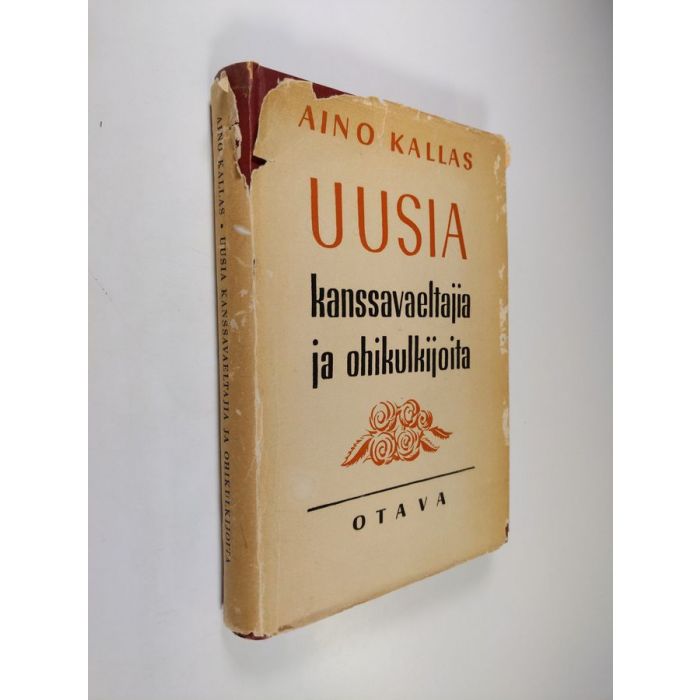 AINO KALLAS
UUSIA
kanssavaeltajia
ja ohikulkijoita
OTAVA
AINO KALLAS • UUSIA KANSSAVAELTAJIA JA OHIKULKIJOITA